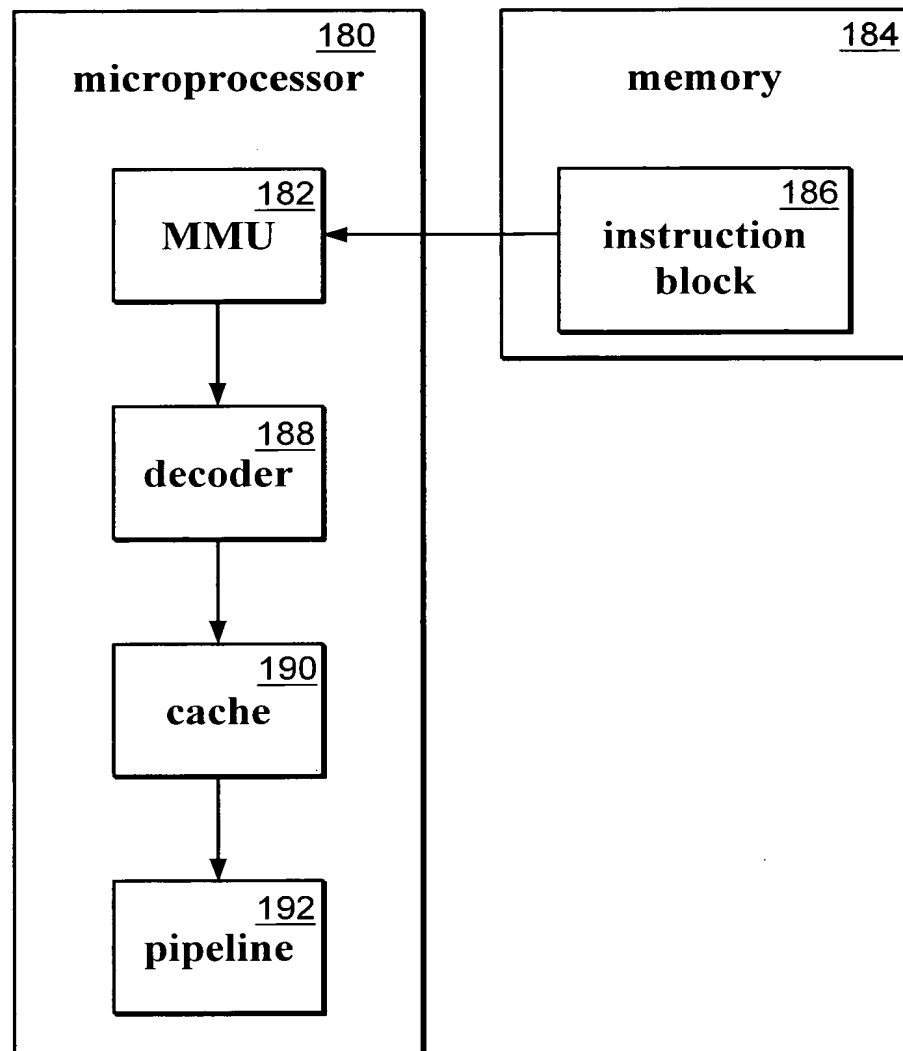 180
microprocessor
182
MMU
188
decoder
190
cache
192
pipeline
184
memory
186
instruction
block